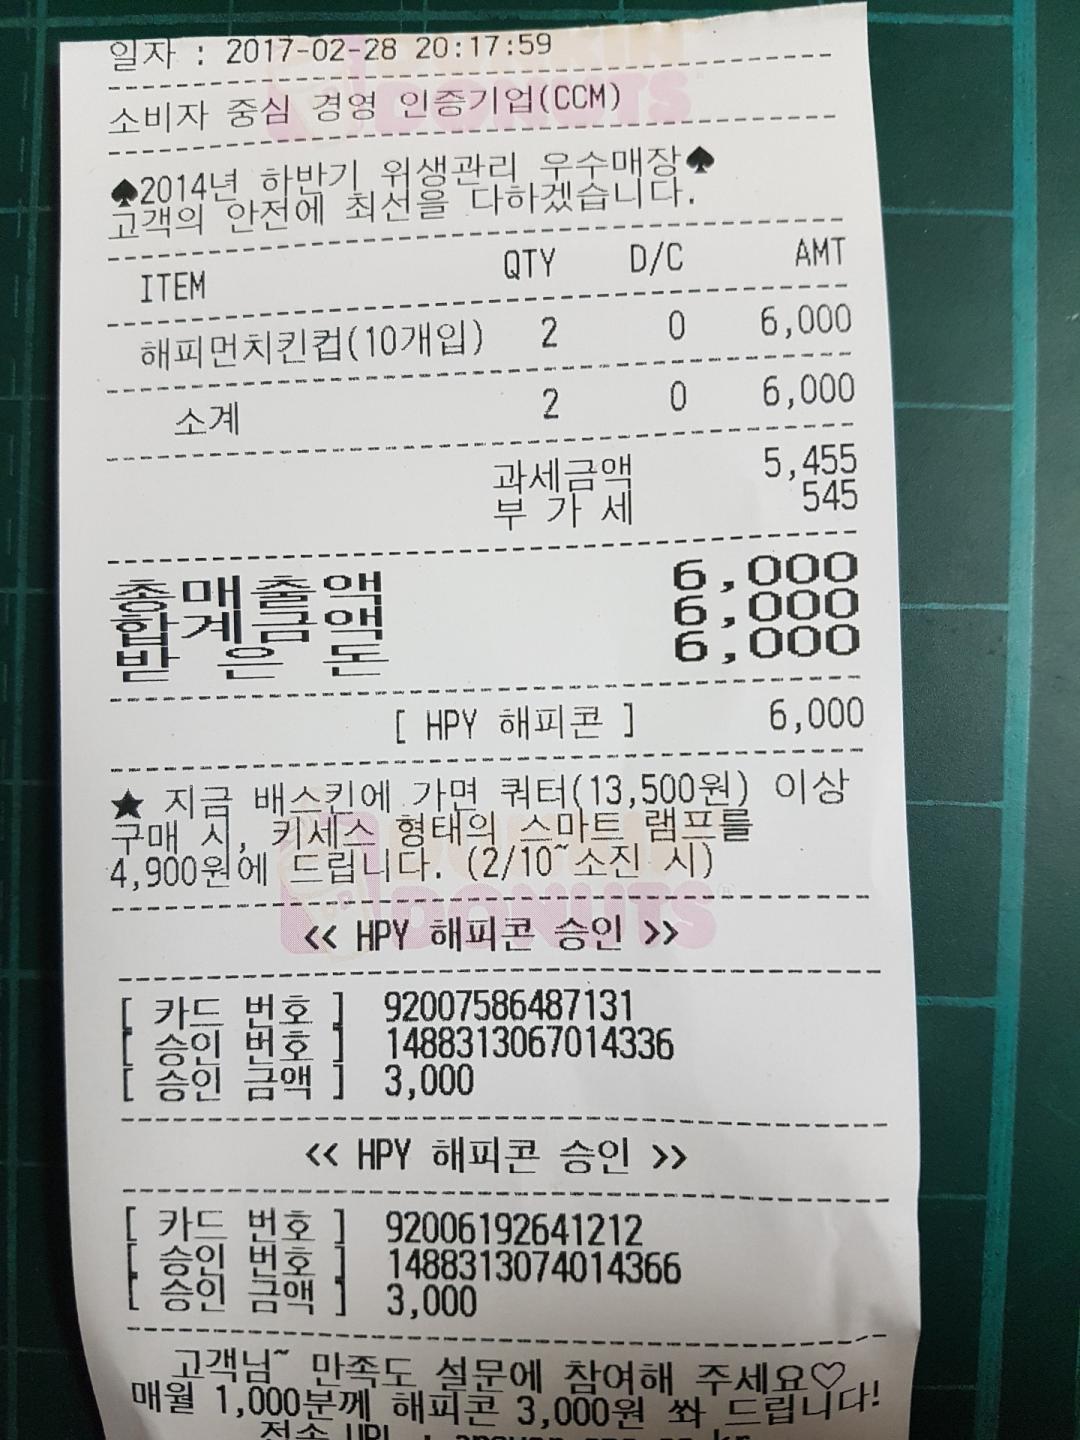 일자 : 2017-02-28 20:17:59
소비자 중심 경영 인증기업(CCM)
♠2014년 하반기 위생관리 우수매장♠
고객의 안전에 최선을 다하겠습니다.
ITEM QTY D/C AMT
해피먼치킨컵(10개입) 2 0 6,000
소계 2 0 6,000
과세금액 5,455
부 가 세 545
총매출액 6,000
합계금액 6,000
받 은 돈 6,000
[ HPY 해피콘 ] 6,000
★ 지금 배스킨에 가면 쿼터(13,500원) 이상
구매 시, 키세스 형태의 스마트 램프를
4,900원에 드립니다. (2/10~소진 시)
DONUTS
<< HPY 해피콘 승인 >>
[ 카드 번호 ] 92007586487131
[ 승인 번호 ] 1488313067014336
[ 승인 금액 ] 3,000
<< HPY 해피콘 승인 >>
[ 카드 번호 ] 92006192641212
[ 승인 번호 ] 1488313074014366
[ 승인 금액 ] 3,000
고객님~ 만족도 설문에 참여해 주세요♡
매월 1,000분께 해피콘 3,000원 쏴 드립니다!